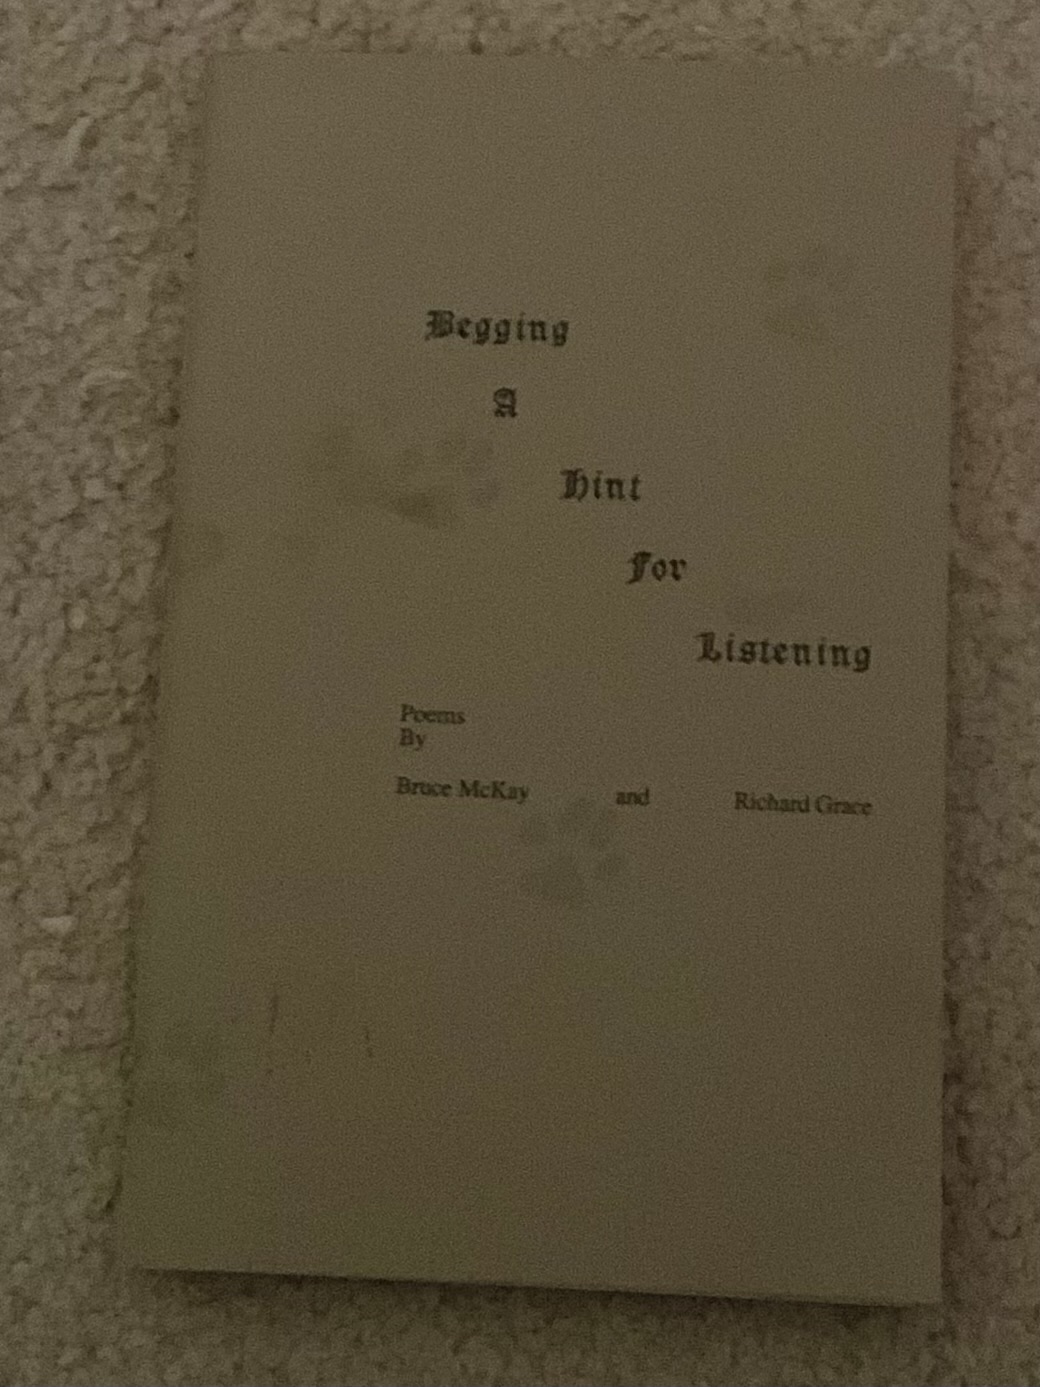 Begging
A
Hint
For
Listening
Poems
By
Bruce McKay and Richard Grace